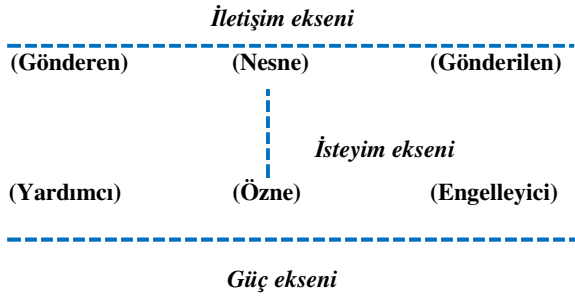 İletişim ekseni
(Gönderen) (Nesne) (Gönderilen)
İsteyim ekseni
(Yardımcı) (Özne) (Engelleyici)
Güç ekseni